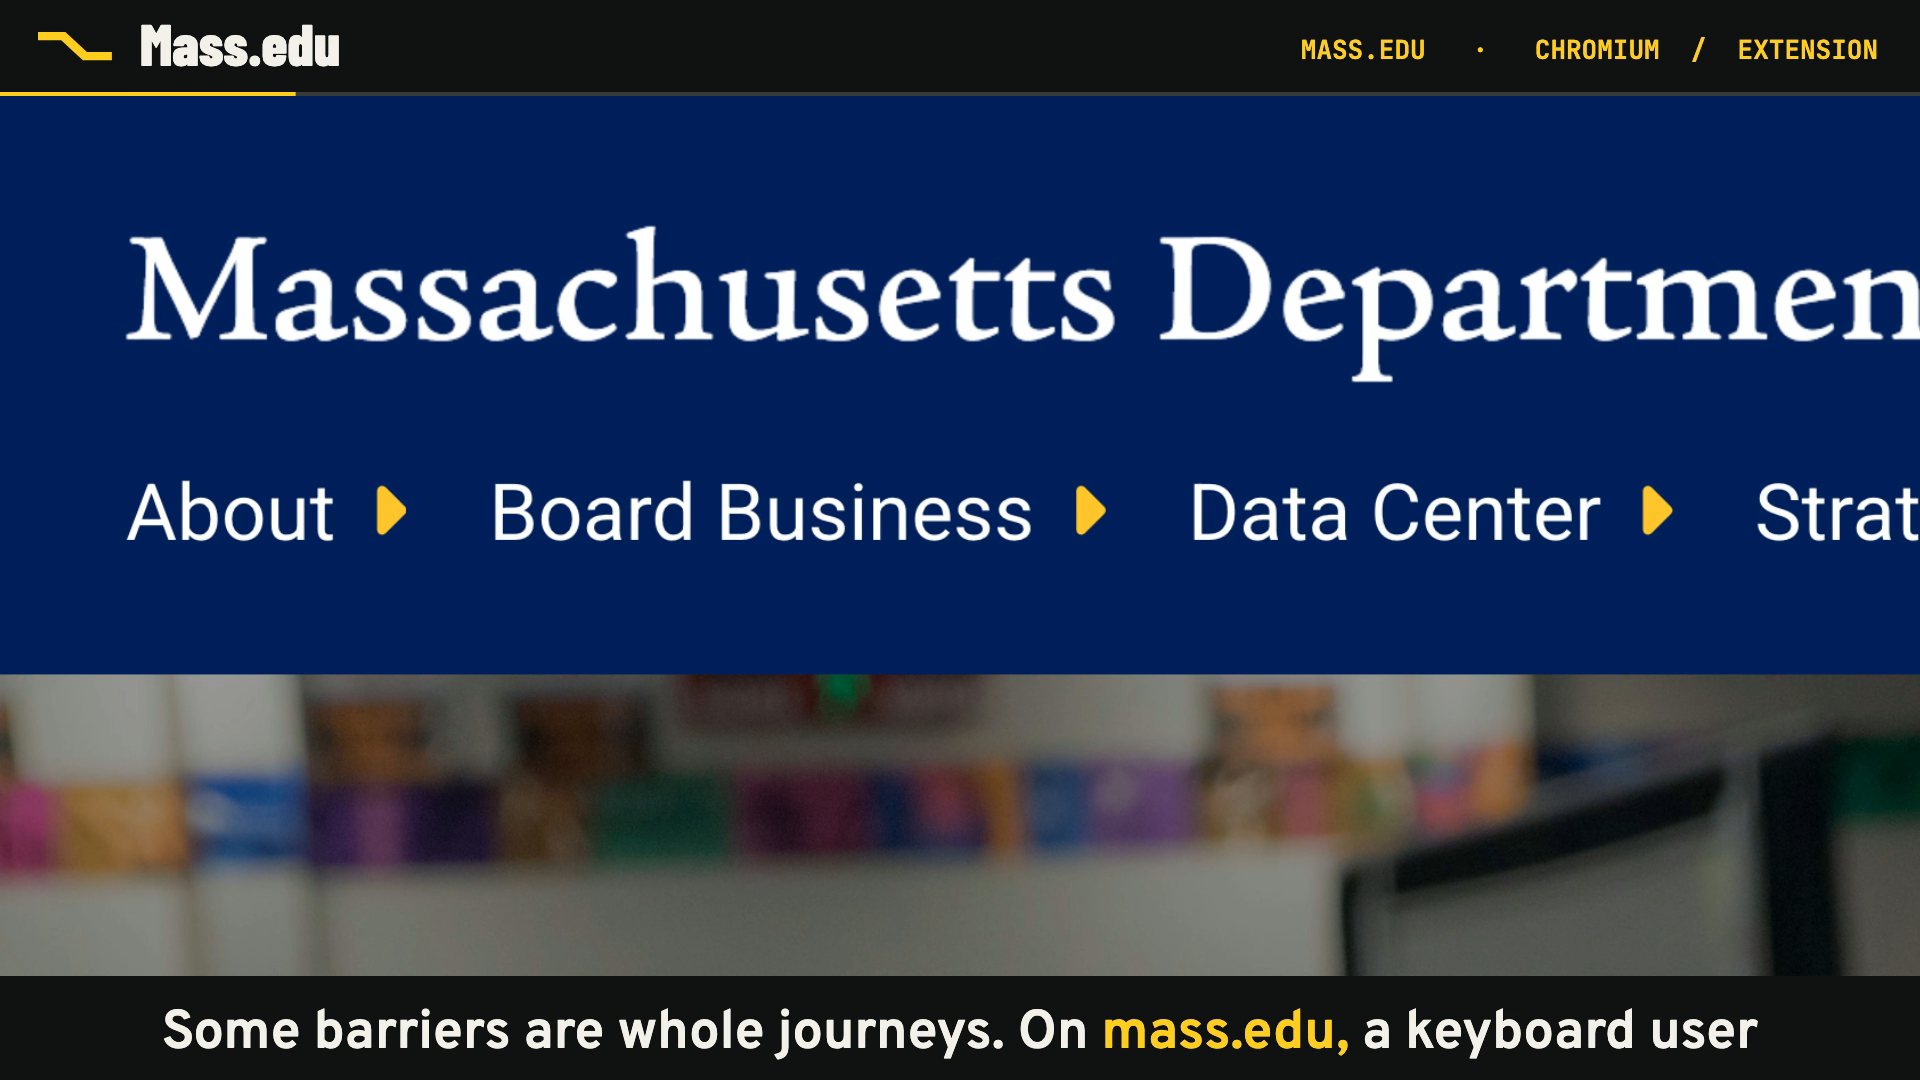 Mass.edu
MASS.EDU · CHROMIUM / EXTENSION
Massachusetts Departmen
About Board Business Data Center Strat
Some barriers are whole journeys. On mass.edu, a keyboard user